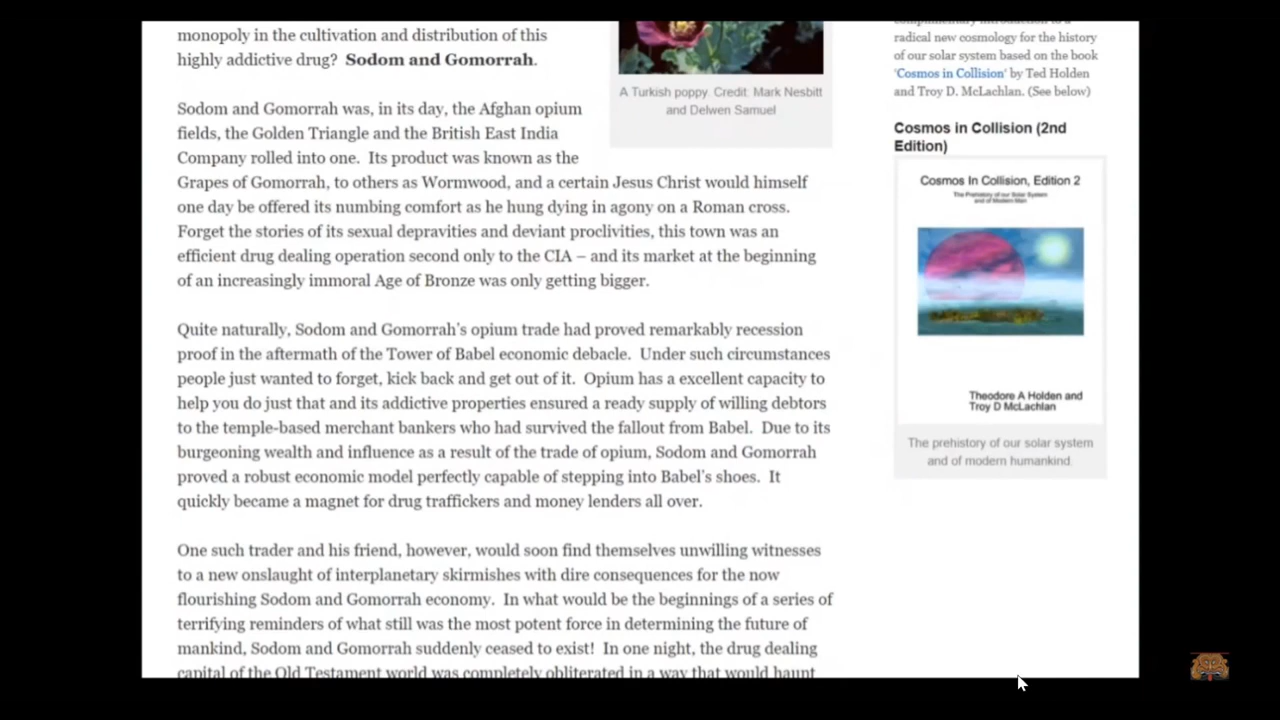 monopoly in the cultivation and distribution of this
highly addictive drug? Sodom and Gomorrah.
Sodom and Gomorrah was, in its day, the Afghan opium
fields, the Golden Triangle and the British East India
Company rolled into one. Its product was known as the
Grapes of Gomorrah, to others as Wormwood, and a certain Jesus Christ would himself
one day be offered its numbing comfort as he hung dying in agony on a Roman cross.
Forget the stories of its sexual depravities and deviant proclivities, this town was an
efficient drug dealing operation second only to the CIA – and its market at the beginning
of an increasingly immoral Age of Bronze was only getting bigger.
Quite naturally, Sodom and Gomorrah's opium trade had proved remarkably recession
proof in the aftermath of the Tower of Babel economic debacle. Under such circumstances
people just wanted to forget, kick back and get out of it. Opium has a excellent capacity to
help you do just that and its addictive properties ensured a ready supply of willing debtors
to the temple-based merchant bankers who had survived the fallout from Babel. Due to its
burgeoning wealth and influence as a result of the trade of opium, Sodom and Gomorrah
proved a robust economic model perfectly capable of stepping into Babel's shoes. It
quickly became a magnet for drug traffickers and money lenders all over.
One such trader and his friend, however, would soon find themselves unwilling witnesses
to a new onslaught of interplanetary skirmishes with dire consequences for the now
flourishing Sodom and Gomorrah economy. In what would be the beginnings of a series of
terrifying reminders of what still was the most potent force in determining the future of
mankind, Sodom and Gomorrah suddenly ceased to exist! In one night, the drug dealing
capital of the Old Testament world was completely obliterated in a way that would haunt
A Turkish poppy. Credit: Mark Nesbitt
and Delwen Samuel
complimentary introduction to a
radical new cosmology for the history
of our solar system based on the book
'Cosmos in Collision' by Ted Holden
and Troy D. McLachlan. (See below)
Cosmos in Collision (2nd
Edition)
Cosmos In Collision, Edition 2
The Prehistory of our Solar System
and of Modern Man
Theodore A Holden and
Troy D McLachlan
The prehistory of our solar system
and of modern humankind.